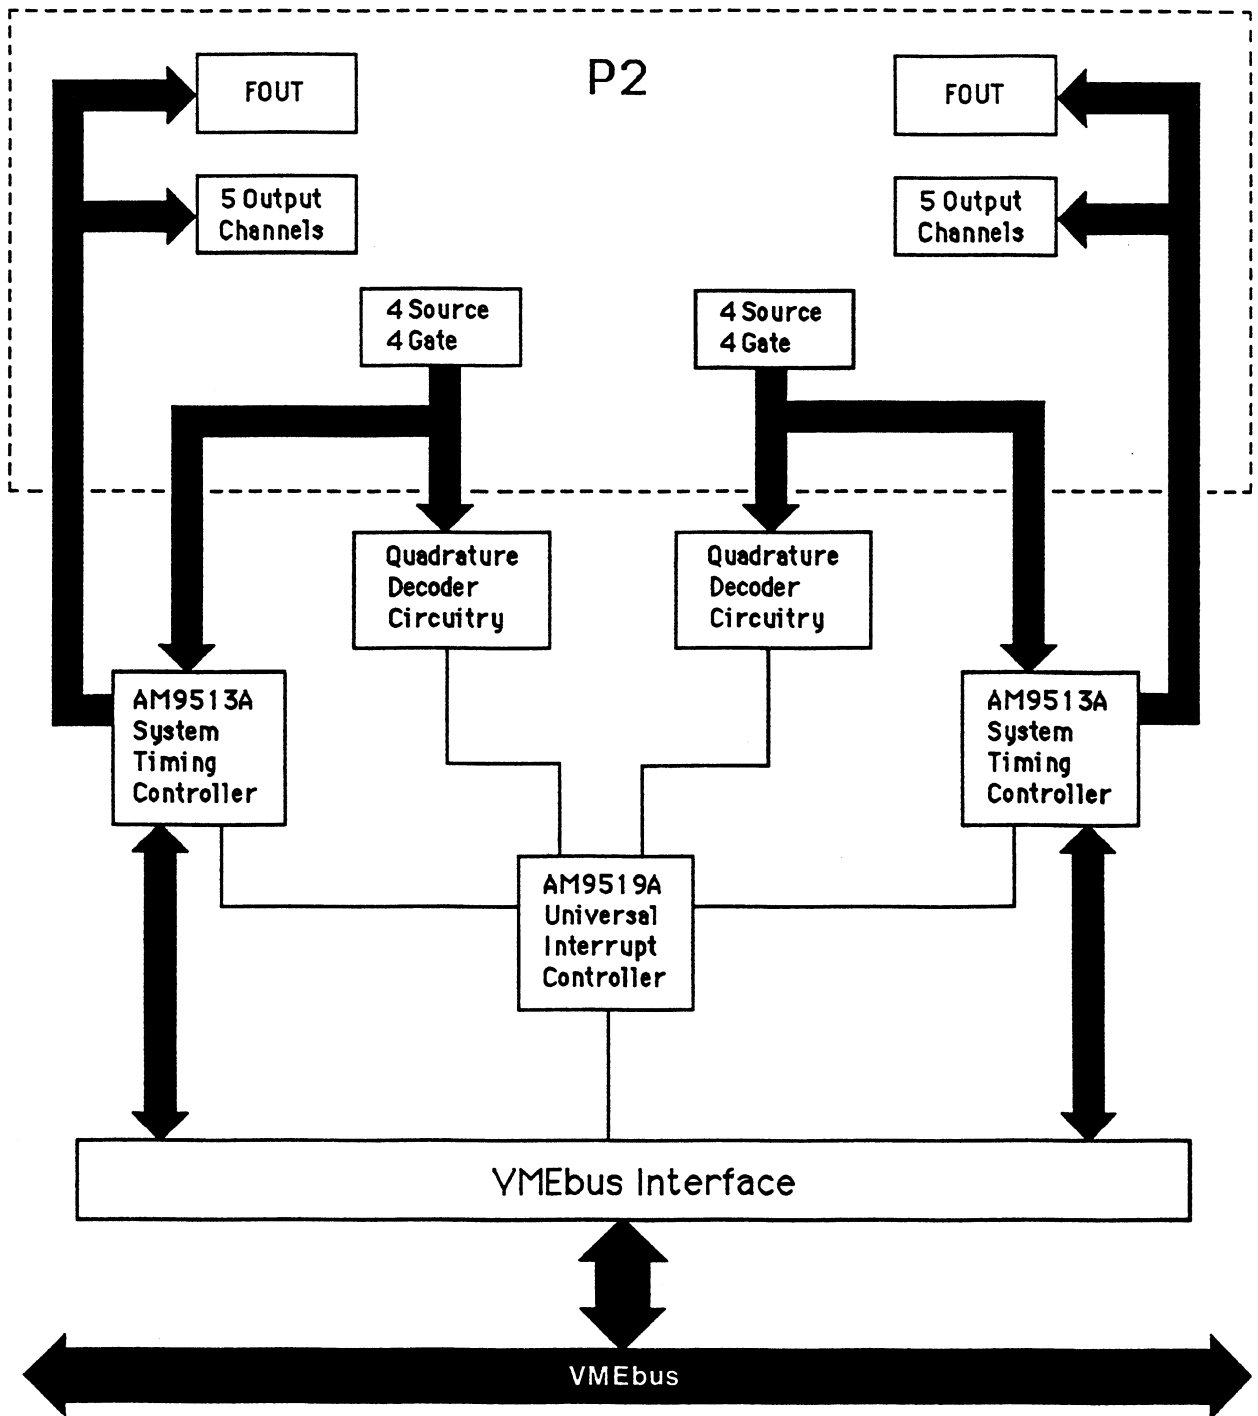 P2
FOUT
FOUT
5 Output
Channels
5 Output
Channels
4 Source
4 Gate
4 Source
4 Gate
Quadrature
Decoder
Circuitry
Quadrature
Decoder
Circuitry
AM9513A
System
Timing
Controller
AM9513A
System
Timing
Controller
AM9519A
Universal
Interrupt
Controller
VMEbus Interface
VMEbus